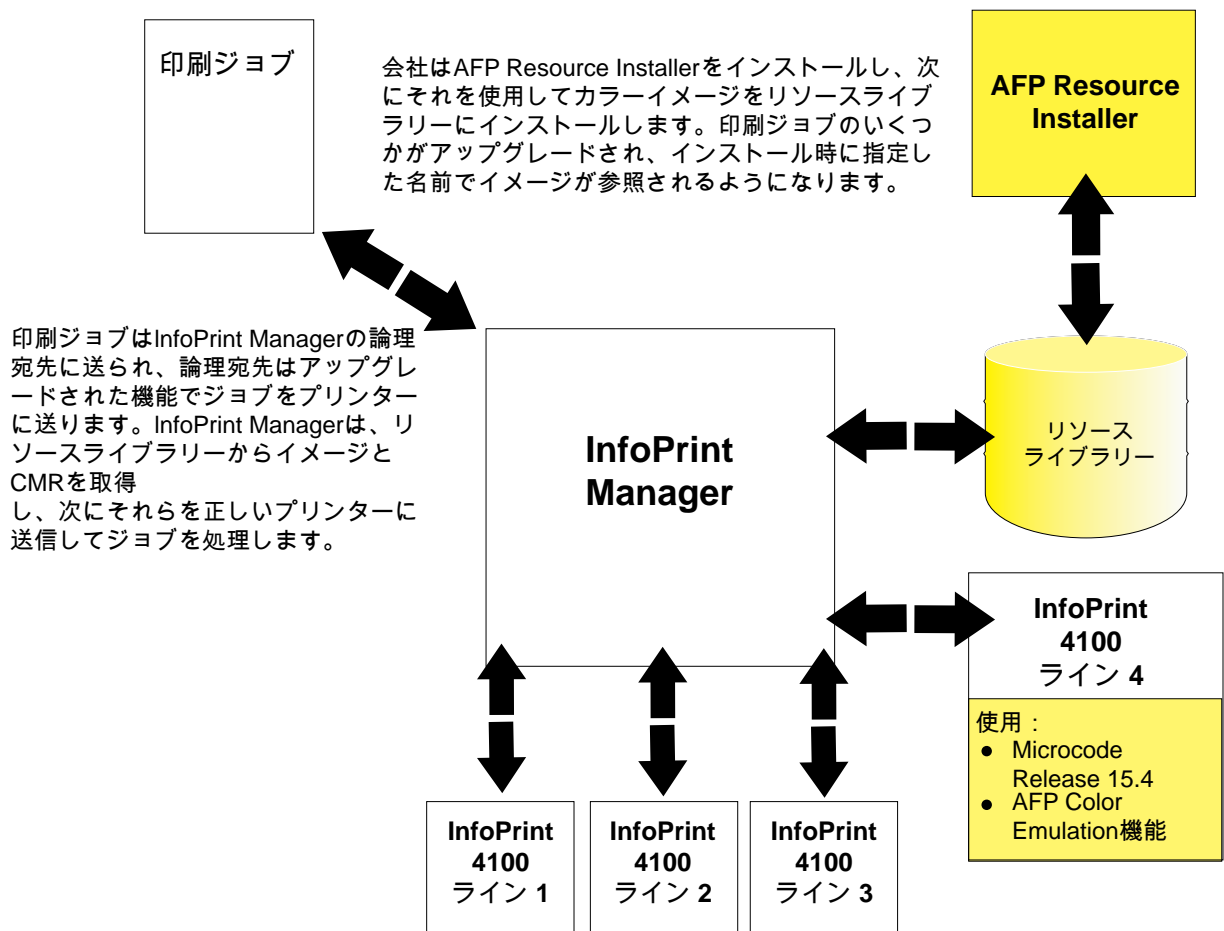 印刷ジョブ
会社はAFP Resource Installerをインストールし、次
にそれを使用してカラーイメージをリソースライブ
ラリーにインストールします。印刷ジョブのいくつ
かがアップグレードされ、インストール時に指定し
た名前でイメージが参照されるようになります。
AFP Resource
Installer
印刷ジョブはInfoPrint Managerの論理
宛先に送られ、論理宛先はアップグレ
ードされた機能でジョブをプリンター
に送ります。InfoPrint Managerは、リ
ソースライブラリーからイメージと
CMRを取得
し、次にそれらを正しいプリンターに
送信してジョブを処理します。
InfoPrint
Manager
リソース
ライブラリー
InfoPrint
4100
ライン 4
使用：
● Microcode
Release 15.4
● AFP Color
Emulation機能
InfoPrint
4100
ライン 1
InfoPrint
4100
ライン 2
InfoPrint
4100
ライン 3